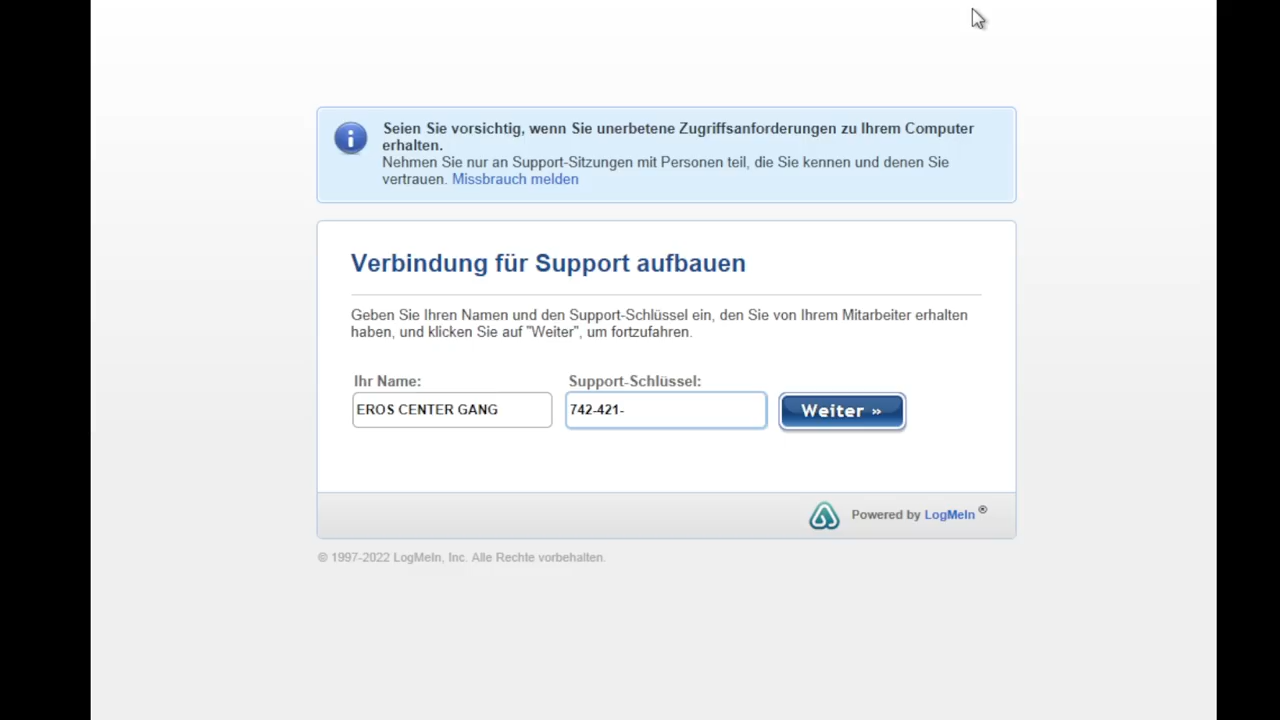 Seien Sie vorsichtig, wenn Sie unerbetene Zugriffsanforderungen zu Ihrem Computer
erhalten.
Nehmen Sie nur an Support-Sitzungen mit Personen teil, die Sie kennen und denen Sie
vertrauen. Missbrauch melden
Verbindung für Support aufbauen
Geben Sie Ihren Namen und den Support-Schlüssel ein, den Sie von Ihrem Mitarbeiter erhalten
haben, und klicken Sie auf "Weiter", um fortzufahren.
Ihr Name: Support-Schlüssel:
EROS CENTER GANG 742-421- Weiter »
Powered by LogMeIn ®
© 1997-2022 LogMeIn, Inc. Alle Rechte vorbehalten.